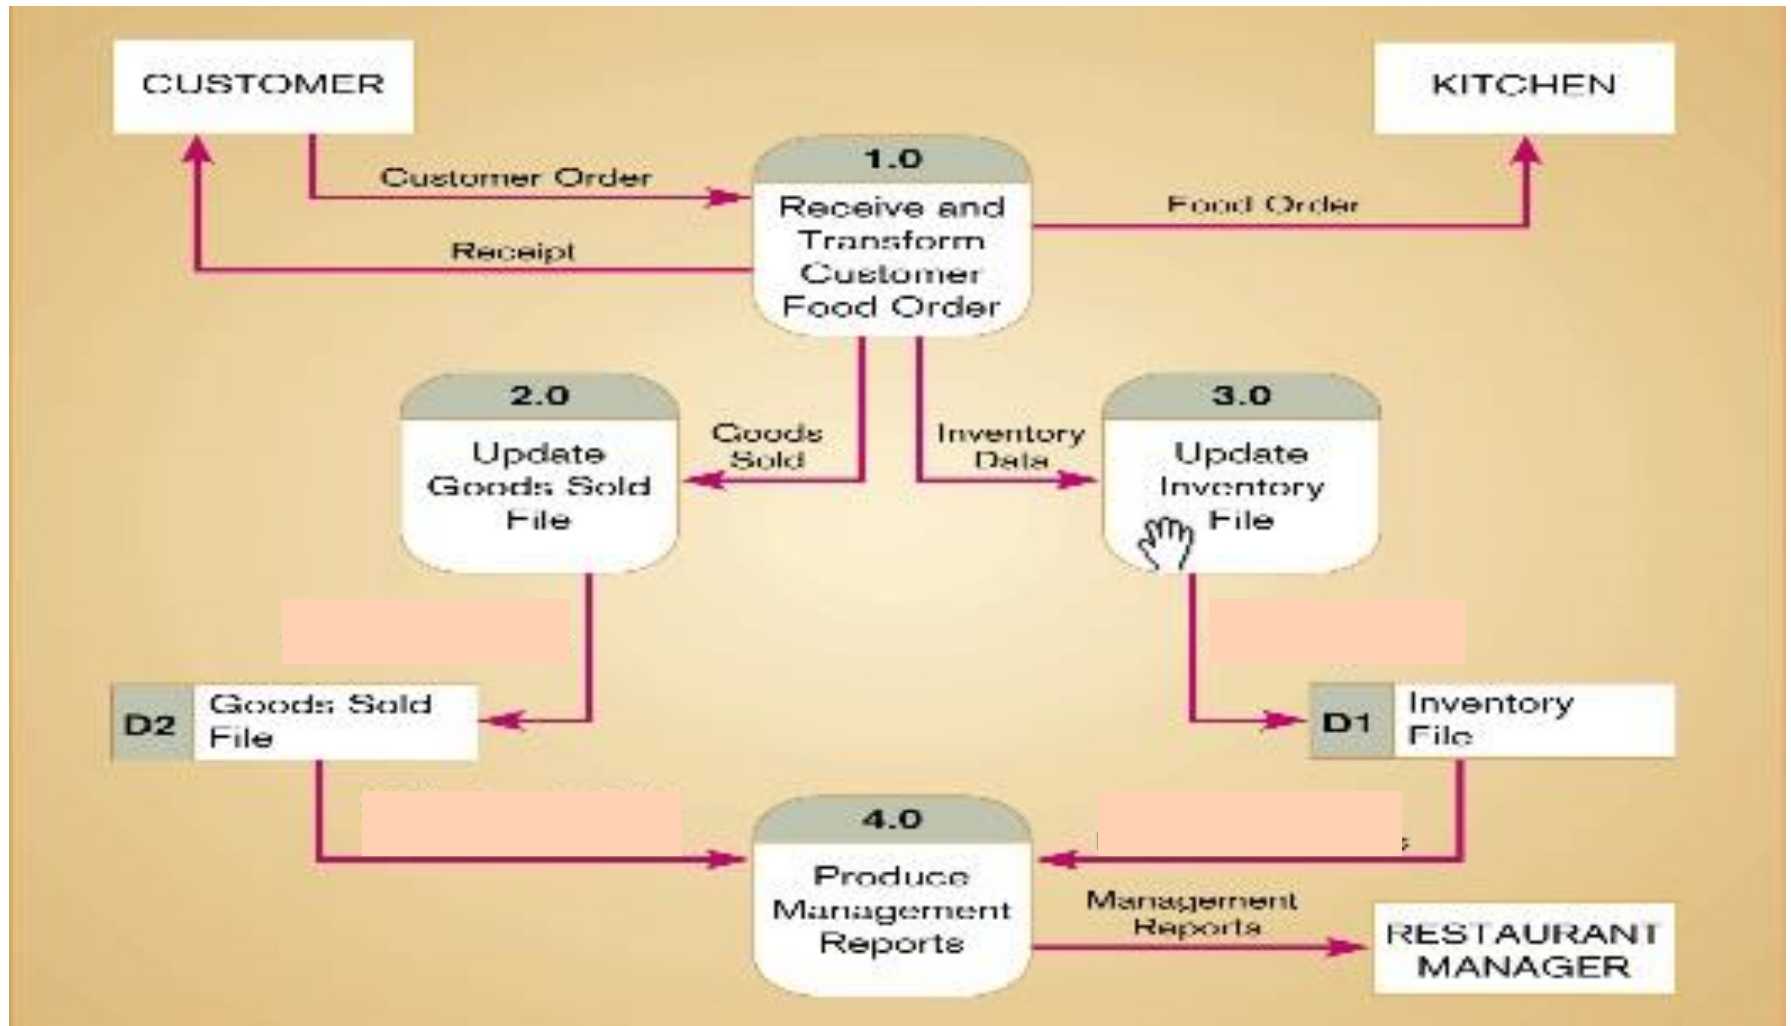 CUSTOMER
KITCHEN
1.0
Customer Order
Receive and
Food Order
Transform
Receipt
Customer
Food Order
2.0
3.0
Goods
Sold
Inventory
Data
Update
Goods Sold
File
Update
Inventory
File
D2
Goods Sold
File
D1
Inventory
File
4.0
Produce
Management
Reports
Management
Reports
RESTAURANT
MANAGER